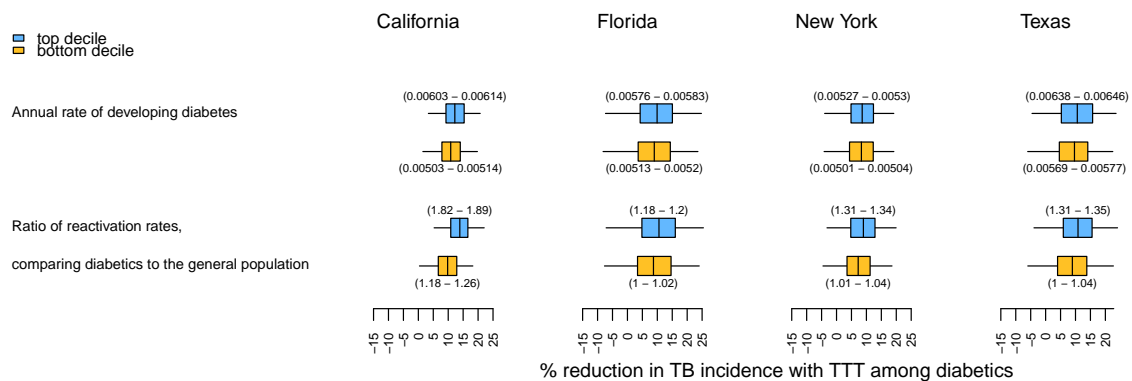 California Florida New York Texas
top decile
bottom decile
(0.00603 − 0.00614) (0.00576 − 0.00583) (0.00527 − 0.0053) (0.00638 − 0.00646)
Annual rate of developing diabetes
(0.00503 − 0.00514) (0.00513 − 0.0052) (0.00501 − 0.00504) (0.00569 − 0.00577)
(1.82 − 1.89) (1.18 − 1.2) (1.31 − 1.34) (1.31 − 1.35)
Ratio of reactivation rates,
comparing diabetics to the general population
(1.18 − 1.26) (1 − 1.02) (1.01 − 1.04) (1 − 1.04)
−15 −10 −5 0 5 10 15 20 25 −15 −10 −5 0 5 10 15 20 25 −15 −10 −5 0 5 10 15 20 25 −15 −10 −5 0 5 10 15 20
% reduction in TB incidence with TTT among diabetics